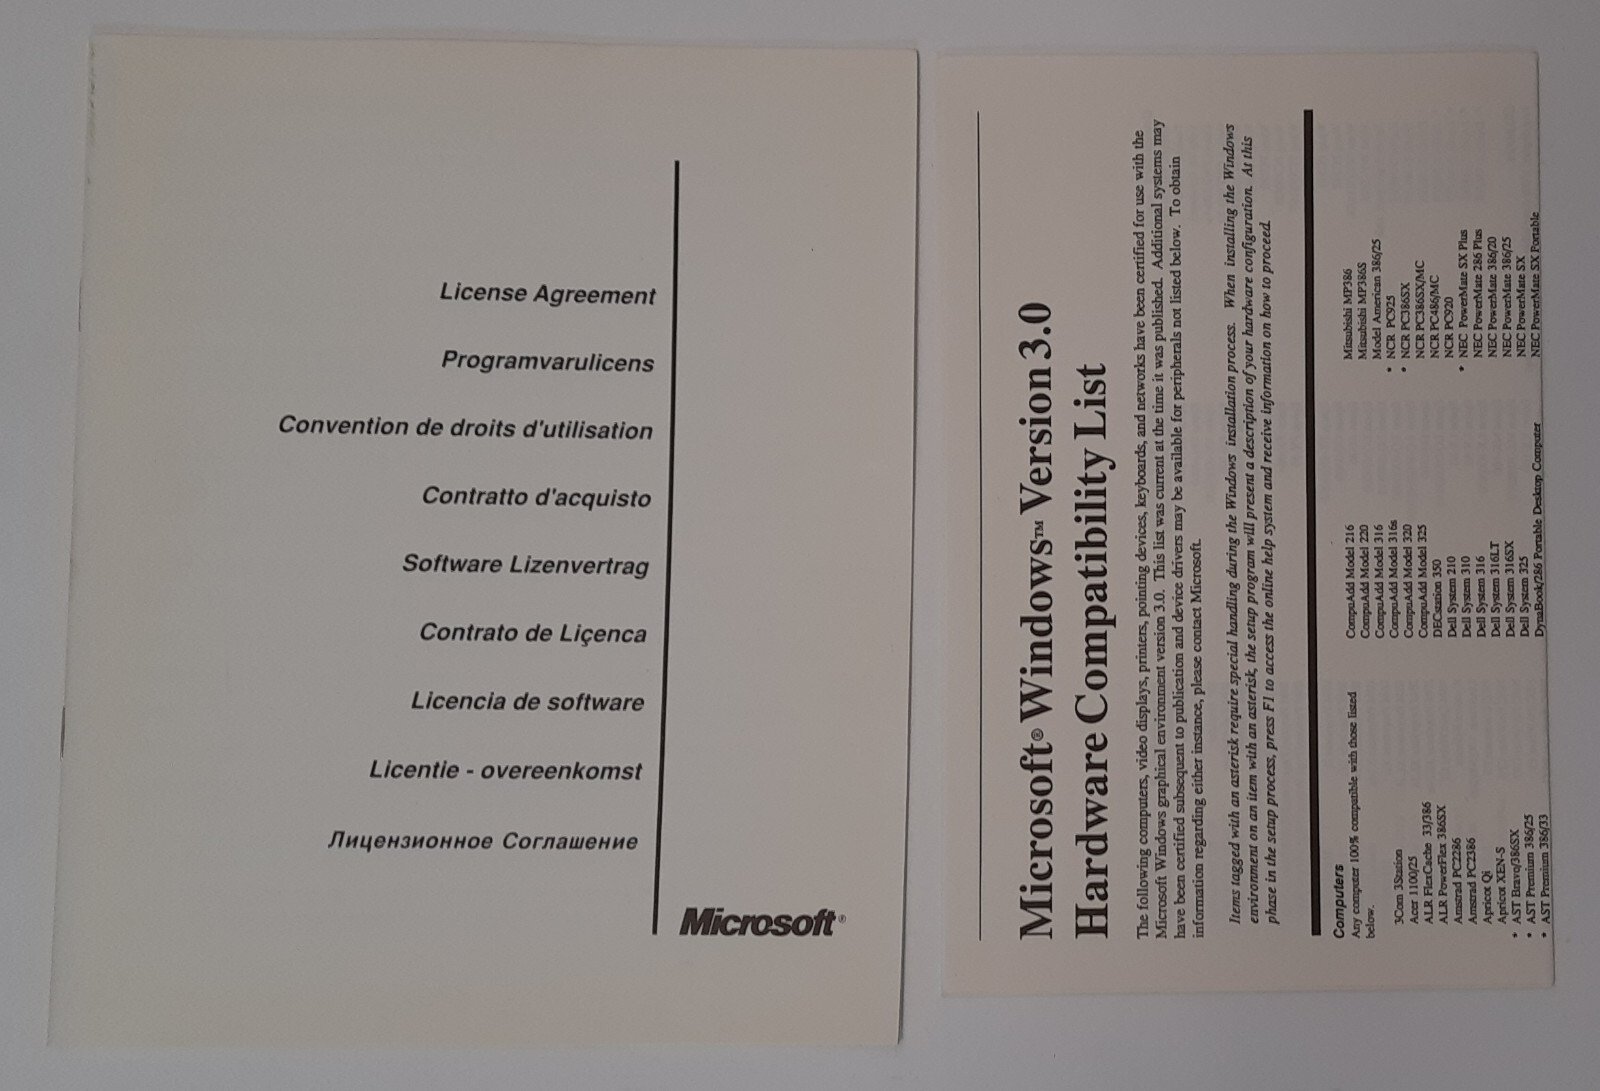 License Agreement
Programvarulicens
Convention de droits d'utilisation
Contratto d'acquisto
Software Lizenvertrag
Contrato de Liçenca
Licencia de software
Licentie - overeenkomst
Лицензионное Соглашение
Microsoft®
Microsoft® Windows™ Version 3.0
Hardware Compatibility List
The following computers, video displays, printers, pointing devices, keyboards, and networks have been certified for use with the
Microsoft Windows graphical environment version 3.0. This list was current at the time it was published. Additional systems may
have been certified subsequent to publication and device drivers may be available for peripherals not listed below. To obtain
information regarding either instance, please contact Microsoft.
Items tagged with an asterisk require special handling during the Windows installation process. When installing the Windows
environment on an item with an asterisk, the setup program will present a description of your hardware configuration. At this
phase in the setup process, press F1 to access the online help system and receive information on how to proceed.
Computers
Any computer 100% compatible with those listed
below.
3Com 3Station
Acer 1100/25
ALR FlexCache 33/386
ALR PowerFlex 386SX
Amstrad PC2286
Amstrad PC2386
Apricot Qi
Apricot XEN-S
* AST Bravo/386SX
* AST Premium 386/25
* AST Premium 386/33
CompuAdd Model 216
CompuAdd Model 220
CompuAdd Model 316
CompuAdd Model 316s
CompuAdd Model 320
CompuAdd Model 325
DECstation 350
Dell System 210
Dell System 310
Dell System 316
Dell System 316LT
Dell System 316SX
Dell System 325
DynaBook/286 Portable Desktop Computer
Mitsubishi MP386
Mitsubishi MP386S
Model American 386/25
* NCR PC925
* NCR PC386SX
NCR PC386SX/MC
NCR PC486/MC
NCR PC920
* NEC PowerMate SX Plus
NEC PowerMate 286 Plus
NEC PowerMate 386/20
NEC PowerMate 386/25
NEC PowerMate SX
NEC PowerMate SX Portable